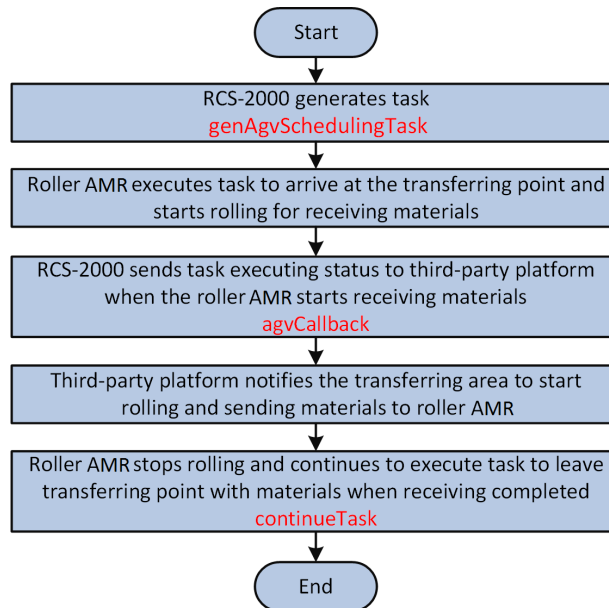 Start
RCS-2000 generates task
genAgvSchedulingTask
Roller AMR executes task to arrive at the transferring point and
starts rolling for receiving materials
RCS-2000 sends task executing status to third-party platform
when the roller AMR starts receiving materials
agvCallback
Third-party platform notifies the transferring area to start
rolling and sending materials to roller AMR
Roller AMR stops rolling and continues to execute task to leave
transferring point with materials when receiving completed
continueTask
End